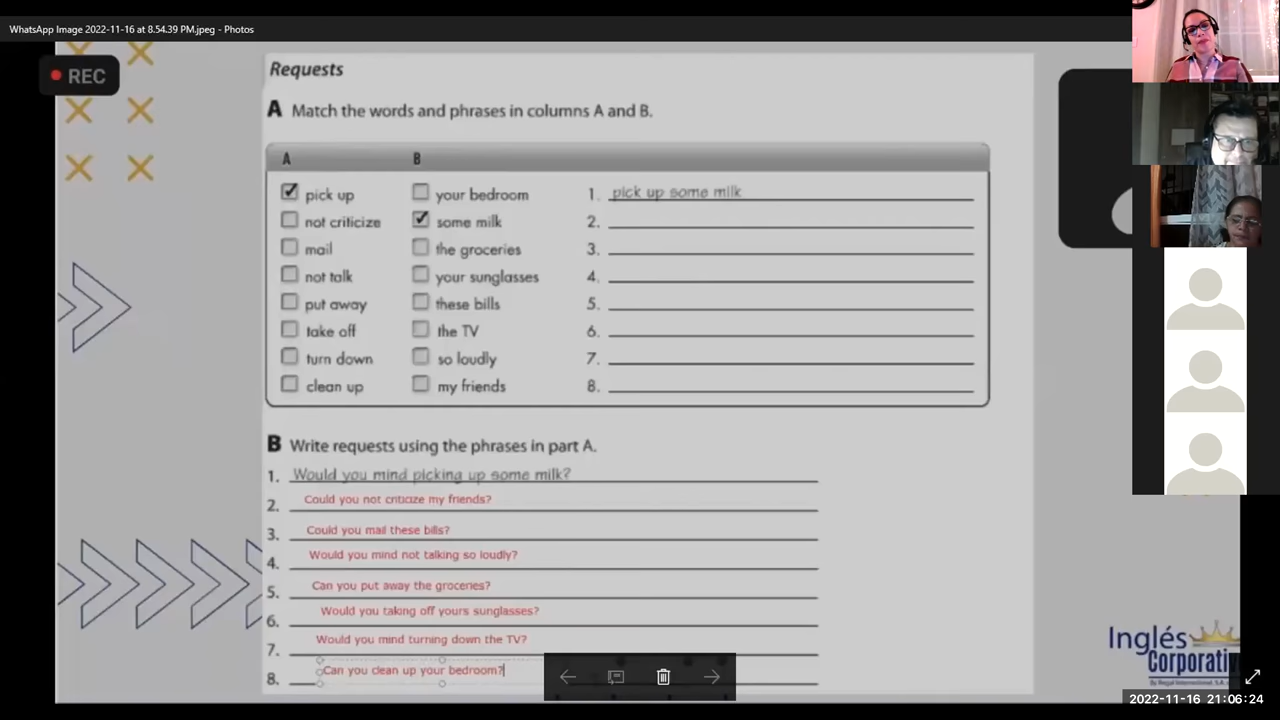 WhatsApp Image 2022-11-16 at 8.54.39 PM.jpeg - Photos
REC
Requests
A Match the words and phrases in columns A and B.
A B
pick up your bedroom 1. pick up some milk
not criticize some milk 2.
mail the groceries 3.
not talk your sunglasses 4.
put away these bills 5.
take off the TV 6.
turn down so loudly 7.
clean up my friends 8.
B Write requests using the phrases in part A.
1. Would you mind picking up some milk?
2. Could you not criticize my friends?
3. Could you mail these bills?
4. Would you mind not talking so loudly?
5. Can you put away the groceries?
6. Would you taking off yours sunglasses?
7. Would you mind turning down the TV?
8. Can you clean up your bedroom?
Inglés
Corporativ
2022-11-16 21:06:24